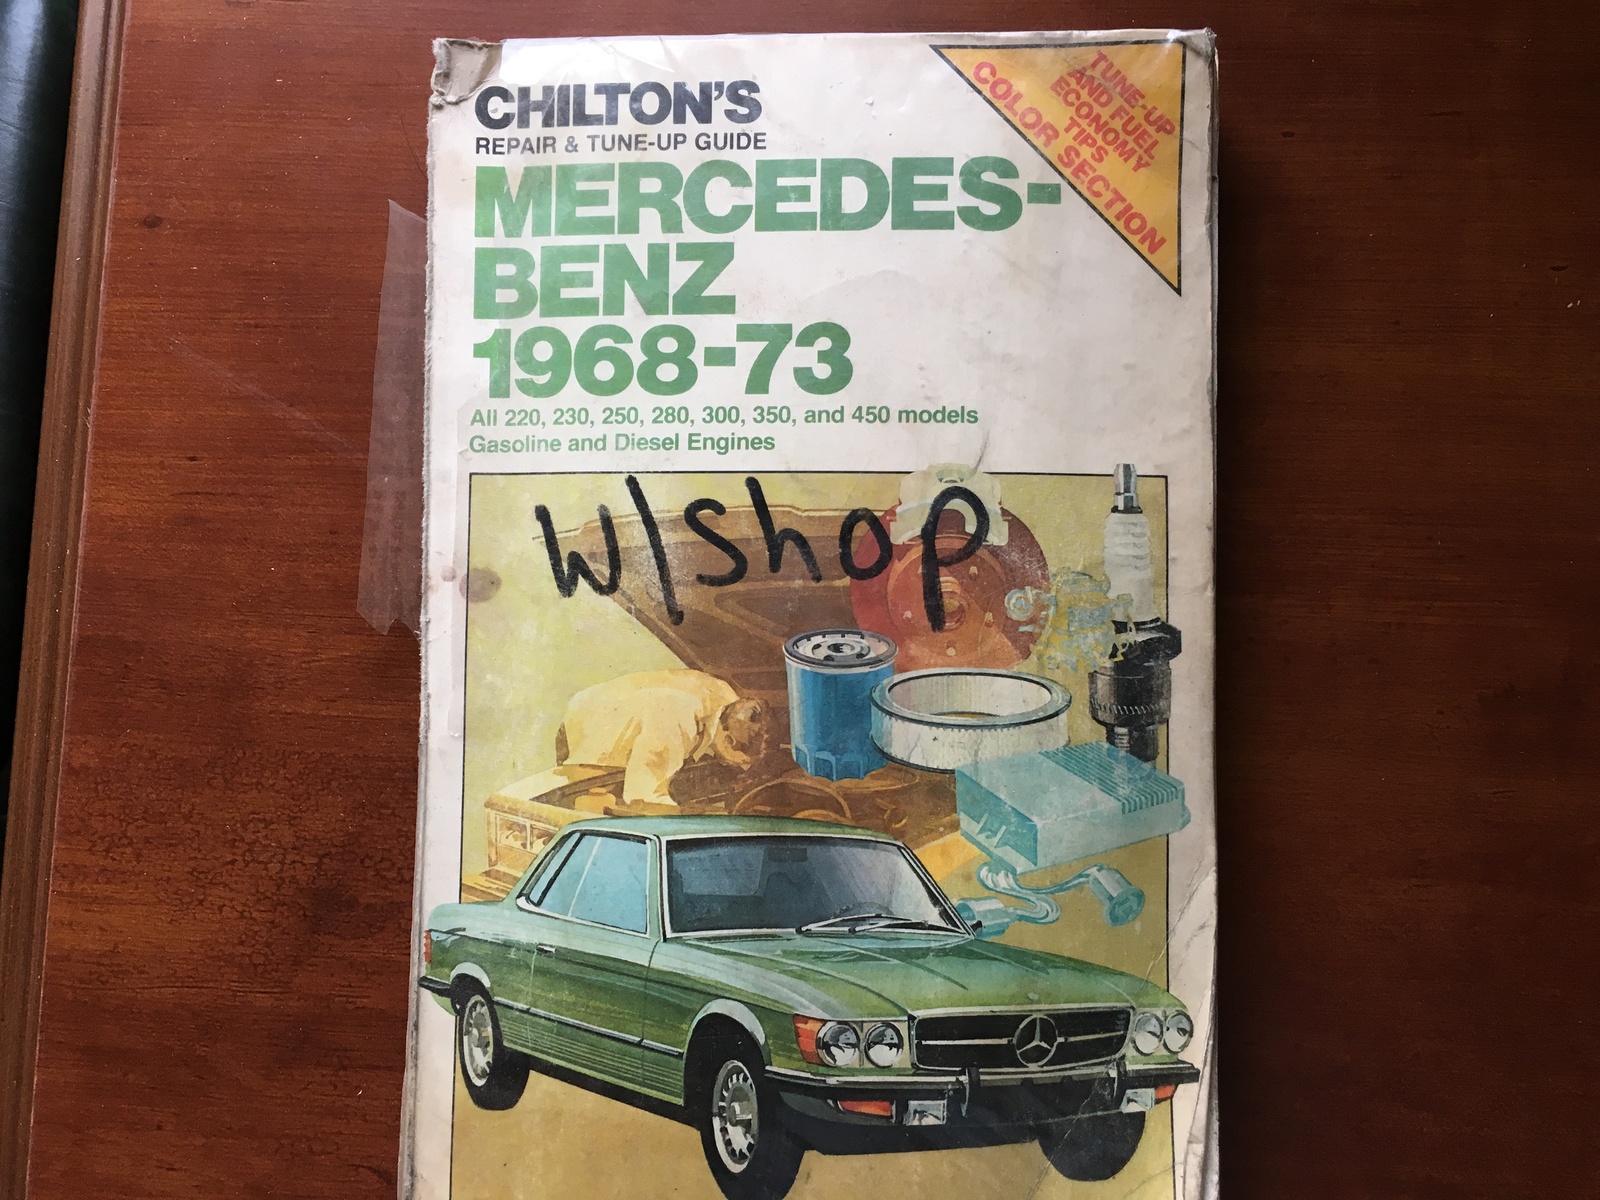 CHILTON'S
REPAIR & TUNE-UP GUIDE
MERCEDES-
BENZ
1968-73
All 220, 230, 250, 280, 300, 350, and 450 models
Gasoline and Diesel Engines
TUNE-UP
AND FUEL
ECONOMY
TIPS
COLOR SECTION
W/Shop